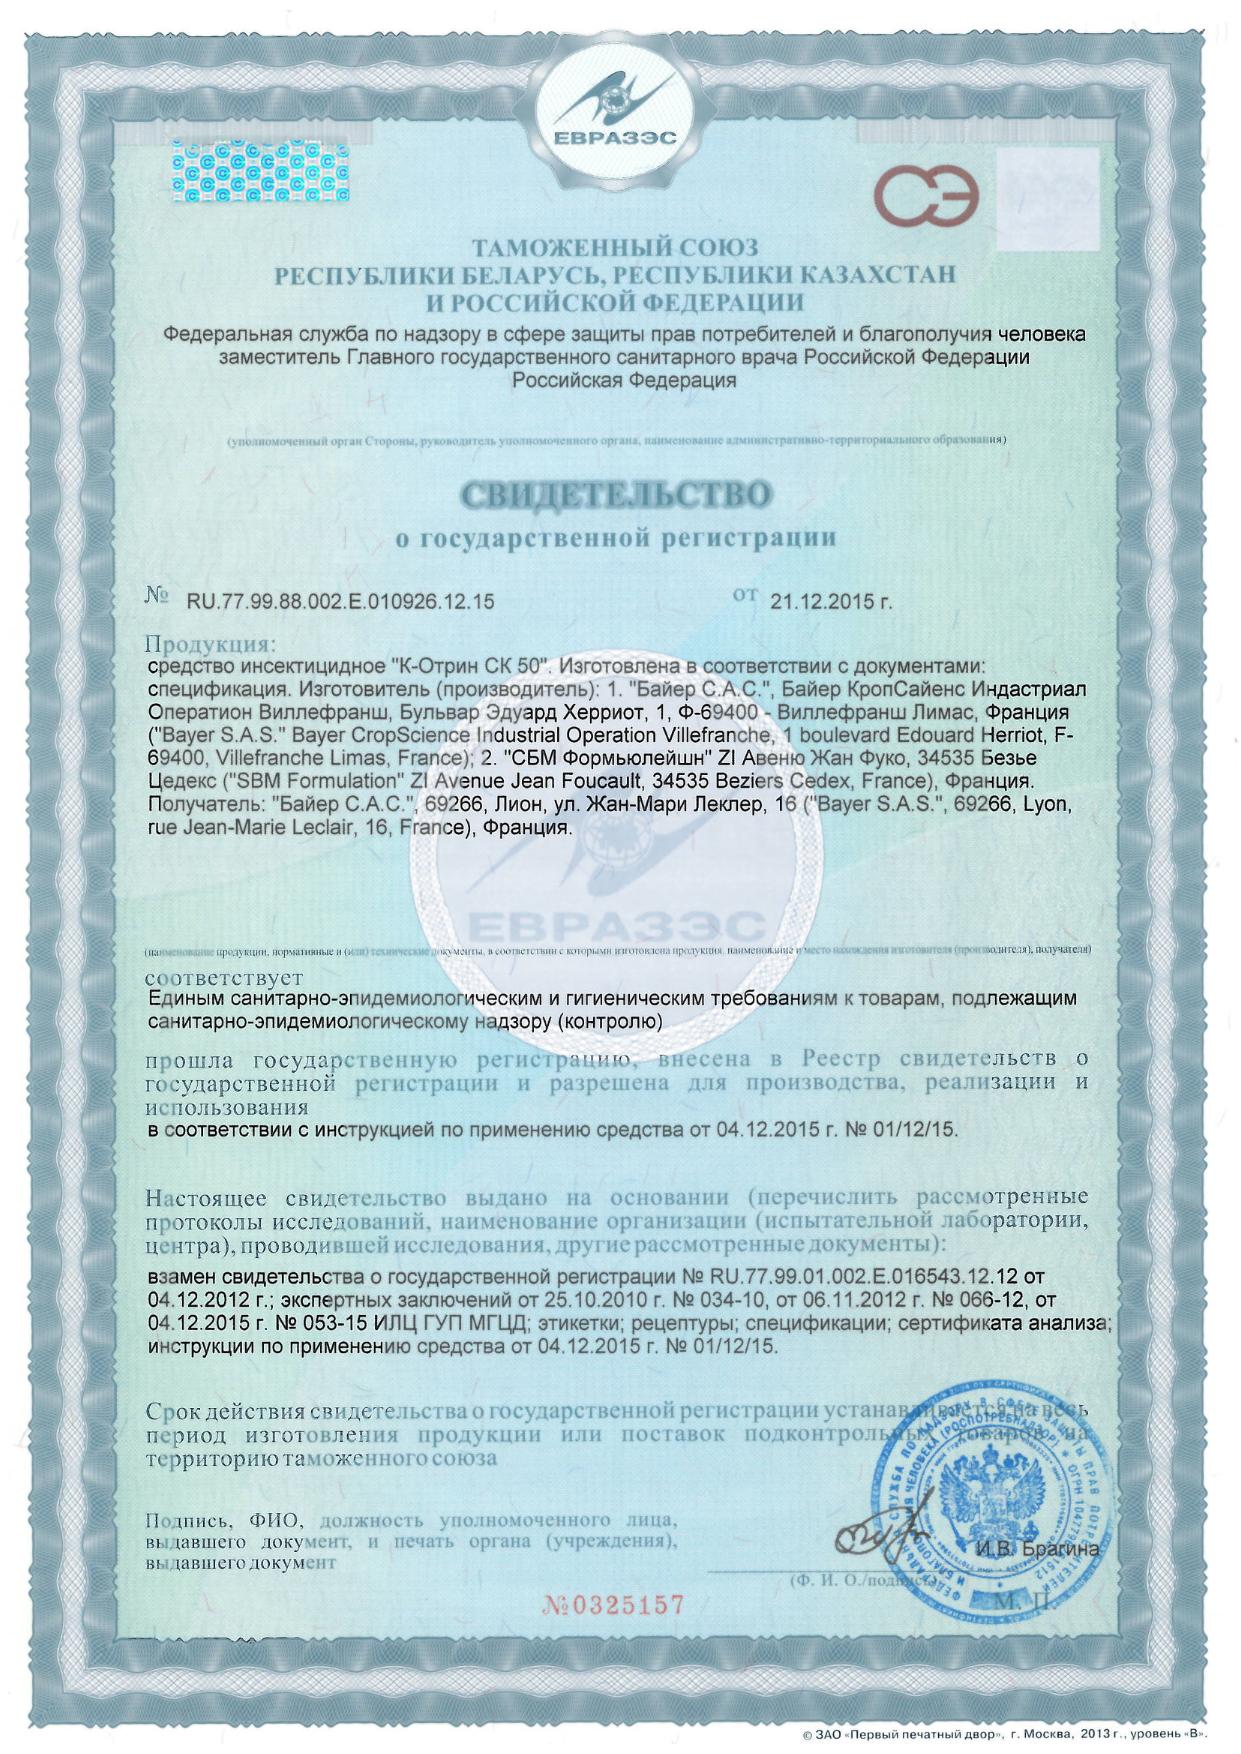 ЕВРАЗЭС
СЭ
ТАМОЖЕННЫЙ СОЮЗ
РЕСПУБЛИКИ БЕЛАРУСЬ, РЕСПУБЛИКИ КАЗАХСТАН
И РОССИЙСКОЙ ФЕДЕРАЦИИ
Федеральная служба по надзору в сфере защиты прав потребителей и благополучия человека
заместитель Главного государственного санитарного врача Российской Федерации
Российская Федерация
(уполномоченный орган Стороны, руководитель уполномоченного органа, наименование административно-территориального образования)
СВИДЕТЕЛЬСТВО
о государственной регистрации
№ RU.77.99.88.002.E.010926.12.15 от 21.12.2015 г.
Продукция:
средство инсектицидное "К-Отрин СК 50". Изготовлена в соответствии с документами:
спецификация. Изготовитель (производитель): 1. "Байер С.А.С.", Байер КропСайенс Индастриал
Оператион Виллефранш, Бульвар Эдуард Херриот, 1, Ф-69400 - Виллефранш Лимас, Франция
("Bayer S.A.S." Bayer CropScience Industrial Operation Villefranche, 1 boulevard Edouard Herriot, F-
69400, Villefranche Limas, France); 2. "СБМ Формьюлейшн" ZI Авеню Жан Фуко, 34535 Безье
Цедекс ("SBM Formulation" ZI Avenue Jean Foucault, 34535 Beziers Cedex, France), Франция.
Получатель: "Байер С.А.С.", 69266, Лион, ул. Жан-Мари Леклер, 16 ("Bayer S.A.S.", 69266, Lyon,
rue Jean-Marie Leclair, 16, France), Франция.
ЕВРАЗЭС
(наименование продукции, нормативные и (или) технические документы, в соответствии с которыми изготовлена продукция, наименование и место нахождения изготовителя (производителя), получателя)
соответствует
Единым санитарно-эпидемиологическим и гигиеническим требованиям к товарам, подлежащим
санитарно-эпидемиологическому надзору (контролю)
прошла государственную регистрацию, внесена в Реестр свидетельств о
государственной регистрации и разрешена для производства, реализации и
использования
в соответствии с инструкцией по применению средства от 04.12.2015 г. № 01/12/15.
Настоящее свидетельство выдано на основании (перечислить рассмотренные
протоколы исследований, наименование организации (испытательной лаборатории,
центра), проводившей исследования, другие рассмотренные документы):
взамен свидетельства о государственной регистрации № RU.77.99.01.002.E.016543.12.12 от
04.12.2012 г.; экспертных заключений от 25.10.2010 г. № 034-10, от 06.11.2012 г. № 066-12, от
04.12.2015 г. № 053-15 ИЛЦ ГУП МГЦД; этикетки; рецептуры; спецификации; сертификата анализа;
инструкции по применению средства от 04.12.2015 г. № 01/12/15.
Срок действия свидетельства о государственной регистрации устанавливается на весь
период изготовления продукции или поставок подконтрольных товаров на
территорию таможенного союза
Подпись, ФИО, должность уполномоченного лица,
выдавшего документ, и печать органа (учреждения),
выдавшего документ
И.В. Брагина
(Ф. И. О./подпись)
М. П.
№0325157
© ЗАО «Первый печатный двор», г. Москва, 2013 г., уровень «В».